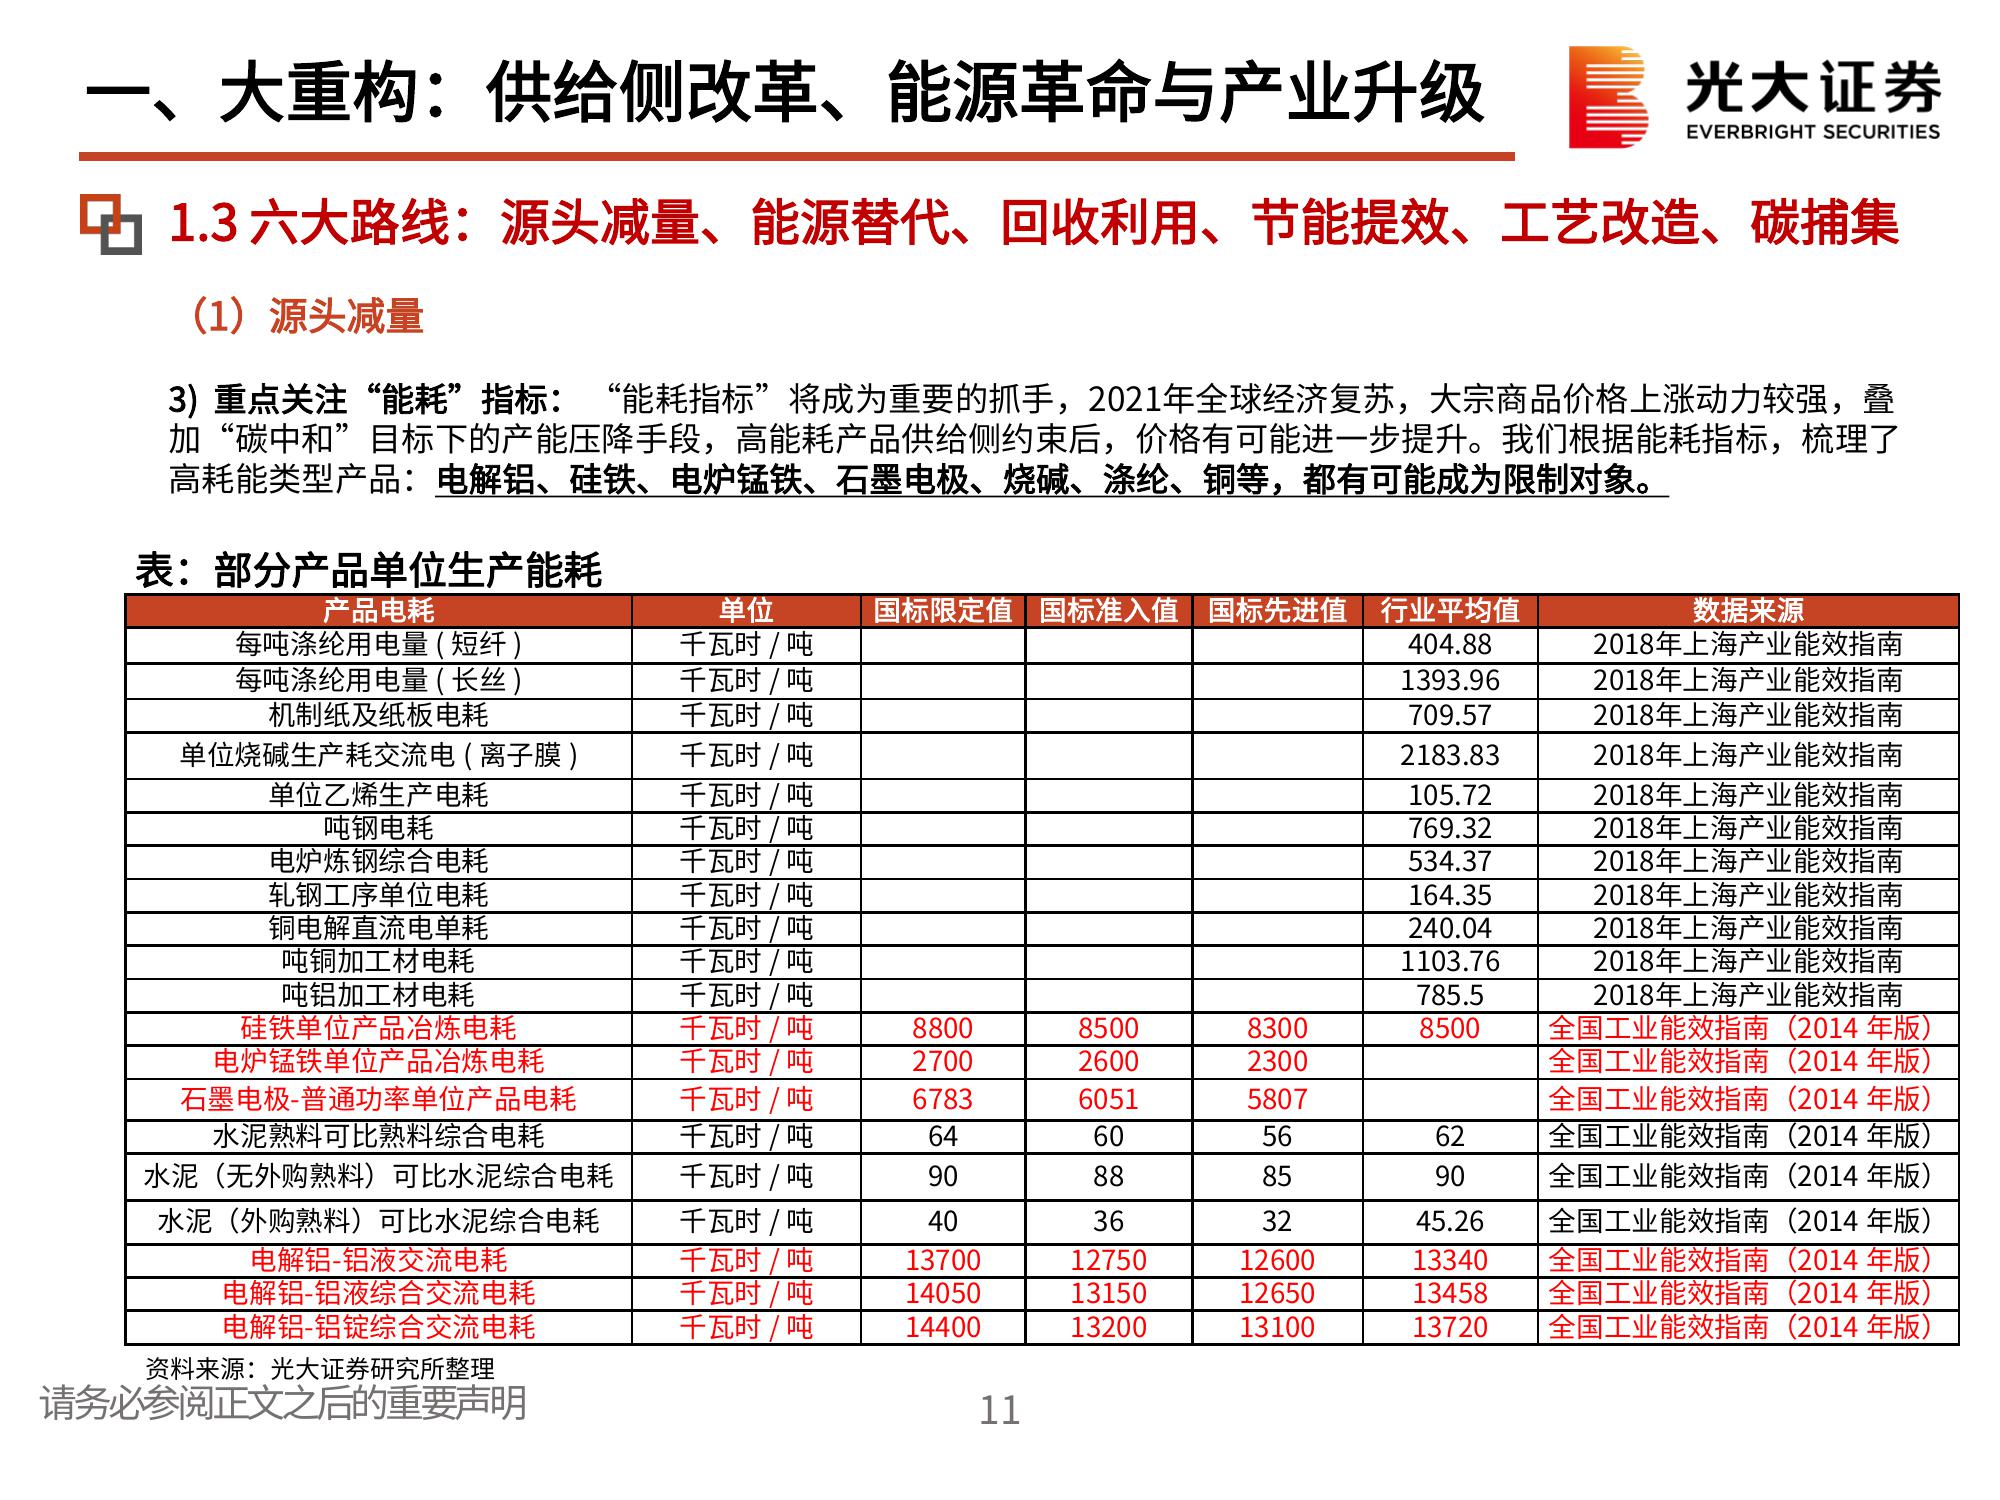 一、大重构：供给侧改革、能源革命与产业升级
光大证券
EVERBRIGHT SECURITIES
1.3 六大路线：源头减量、能源替代、回收利用、节能提效、工艺改造、碳捕集
（1）源头减量
3) 重点关注“能耗”指标： “能耗指标”将成为重要的抓手，2021年全球经济复苏，大宗商品价格上涨动力较强，叠
加“碳中和”目标下的产能压降手段，高能耗产品供给侧约束后，价格有可能进一步提升。我们根据能耗指标，梳理了
高耗能类型产品：电解铝、硅铁、电炉锰铁、石墨电极、烧碱、涤纶、铜等，都有可能成为限制对象。
表：部分产品单位生产能耗
产品电耗 单位 国标限定值 国标准入值 国标先进值 行业平均值 数据来源
每吨涤纶用电量 ( 短纤 ) 千瓦时 / 吨 404.88 2018年上海产业能效指南
每吨涤纶用电量 ( 长丝 ) 千瓦时 / 吨 1393.96 2018年上海产业能效指南
机制纸及纸板电耗 千瓦时 / 吨 709.57 2018年上海产业能效指南
单位烧碱生产耗交流电 ( 离子膜 ) 千瓦时 / 吨 2183.83 2018年上海产业能效指南
单位乙烯生产电耗 千瓦时 / 吨 105.72 2018年上海产业能效指南
吨钢电耗 千瓦时 / 吨 769.32 2018年上海产业能效指南
电炉炼钢综合电耗 千瓦时 / 吨 534.37 2018年上海产业能效指南
轧钢工序单位电耗 千瓦时 / 吨 164.35 2018年上海产业能效指南
铜电解直流电单耗 千瓦时 / 吨 240.04 2018年上海产业能效指南
吨铜加工材电耗 千瓦时 / 吨 1103.76 2018年上海产业能效指南
吨铝加工材电耗 千瓦时 / 吨 785.5 2018年上海产业能效指南
硅铁单位产品冶炼电耗 千瓦时 / 吨 8800 8500 8300 8500 全国工业能效指南（2014 年版）
电炉锰铁单位产品冶炼电耗 千瓦时 / 吨 2700 2600 2300 全国工业能效指南（2014 年版）
石墨电极-普通功率单位产品电耗 千瓦时 / 吨 6783 6051 5807 全国工业能效指南（2014 年版）
水泥熟料可比熟料综合电耗 千瓦时 / 吨 64 60 56 62 全国工业能效指南（2014 年版）
水泥（无外购熟料）可比水泥综合电耗 千瓦时 / 吨 90 88 85 90 全国工业能效指南（2014 年版）
水泥（外购熟料）可比水泥综合电耗 千瓦时 / 吨 40 36 32 45.26 全国工业能效指南（2014 年版）
电解铝-铝液交流电耗 千瓦时 / 吨 13700 12750 12600 13340 全国工业能效指南（2014 年版）
电解铝-铝液综合交流电耗 千瓦时 / 吨 14050 13150 12650 13458 全国工业能效指南（2014 年版）
电解铝-铝锭综合交流电耗 千瓦时 / 吨 14400 13200 13100 13720 全国工业能效指南（2014 年版）
资料来源：光大证券研究所整理
请务必参阅正文之后的重要声明
11